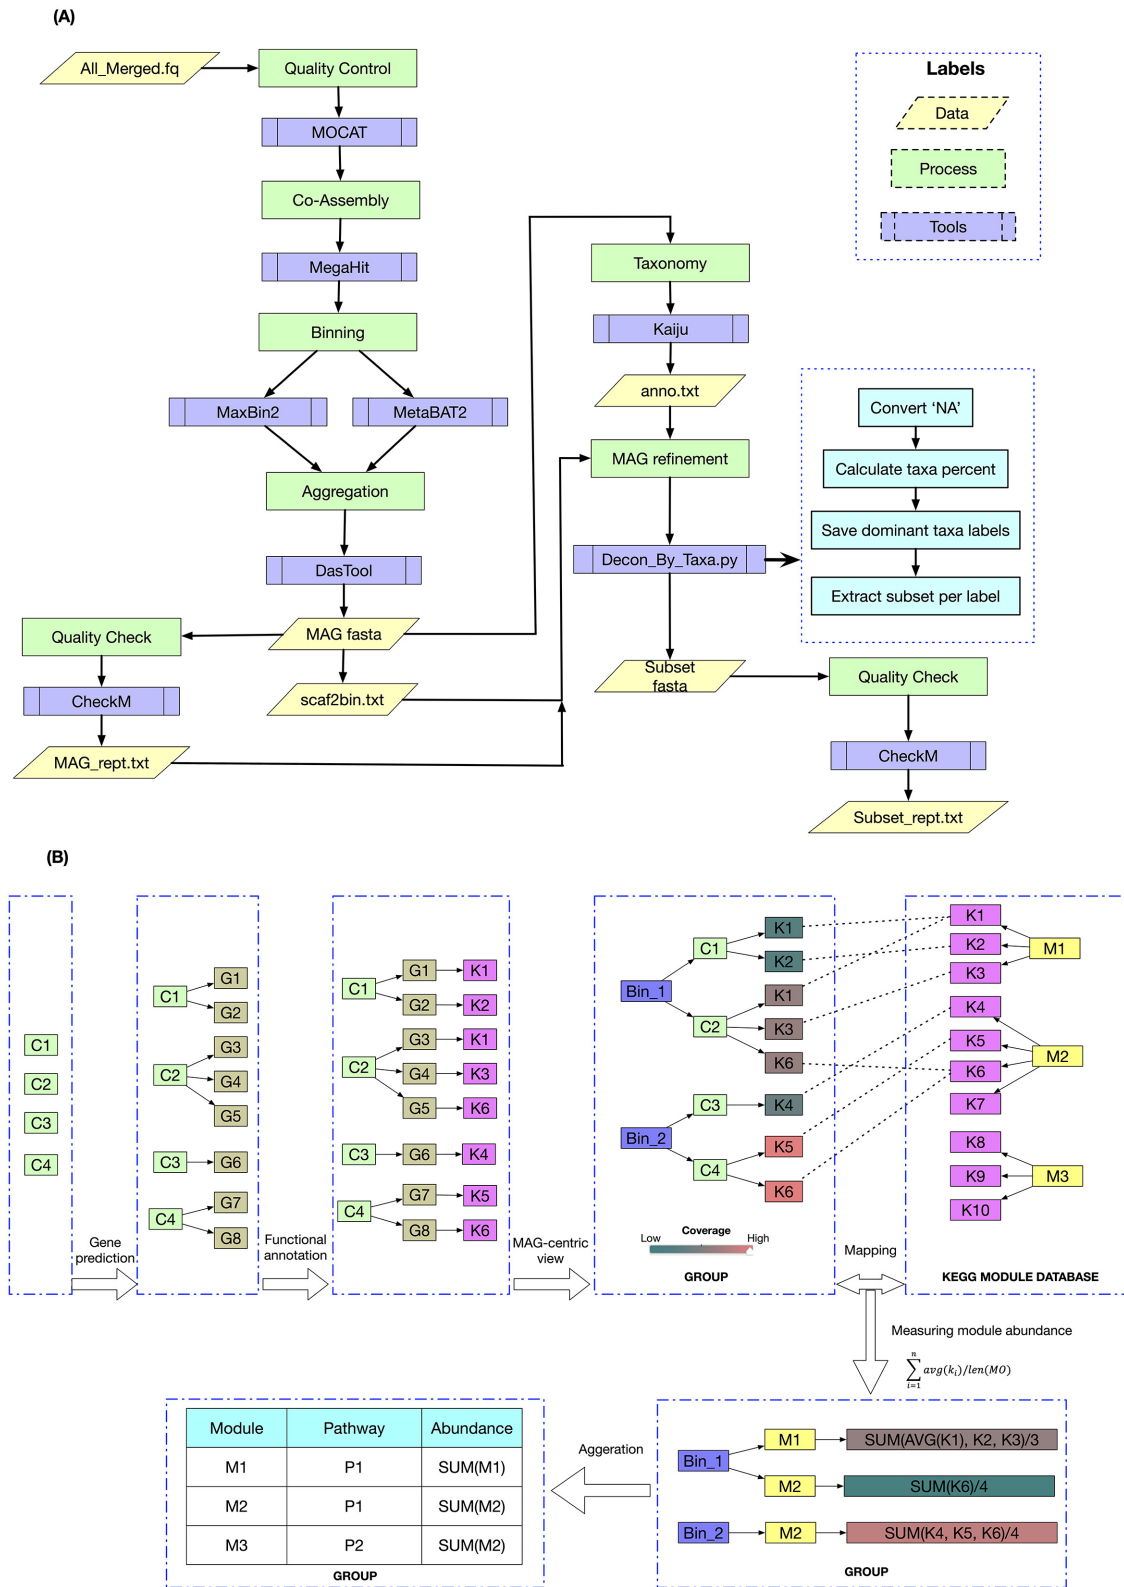 (A)
All_Merged.fq
Quality Control
MOCAT
Co-Assembly
MegaHit
Binning
MaxBin2
MetaBAT2
Aggregation
DasTool
MAG fasta
scaf2bin.txt
Quality Check
CheckM
MAG_rept.txt
Taxonomy
Kaiju
anno.txt
MAG refinement
Decon_By_Taxa.py
Subset
fasta
Quality Check
CheckM
Subset_rept.txt
Labels
Data
Process
Tools
Convert ‘NA’
Calculate taxa percent
Save dominant taxa labels
Extract subset per label
(B)
C1
C2
C3
C4
Gene
prediction
C1
G1
G2
C2
G3
G4
G5
C3
G6
C4
G7
G8
Functional
annotation
C1
G1
K1
G2
K2
C2
G3
K1
G4
K3
G5
K6
C3
G6
K4
C4
G7
K5
G8
K6
MAG-centric
view
Bin_1
C1
K1
K2
C2
K1
K3
K6
Bin_2
C3
K4
C4
K5
K6
Coverage
Low
High
GROUP
Mapping
K1
K2
K3
M1
K4
K5
K6
K7
M2
K8
K9
K10
M3
KEGG MODULE DATABASE
Measuring module abundance
n
∑ avg(k_i)/len(MO)
i=1
Bin_1
M1
SUM(AVG(K1), K2, K3)/3
M2
SUM(K6)/4
Bin_2
M2
SUM(K4, K5, K6)/4
GROUP
Aggeration
Module Pathway Abundance
M1 P1 SUM(M1)
M2 P1 SUM(M2)
M3 P2 SUM(M2)
GROUP